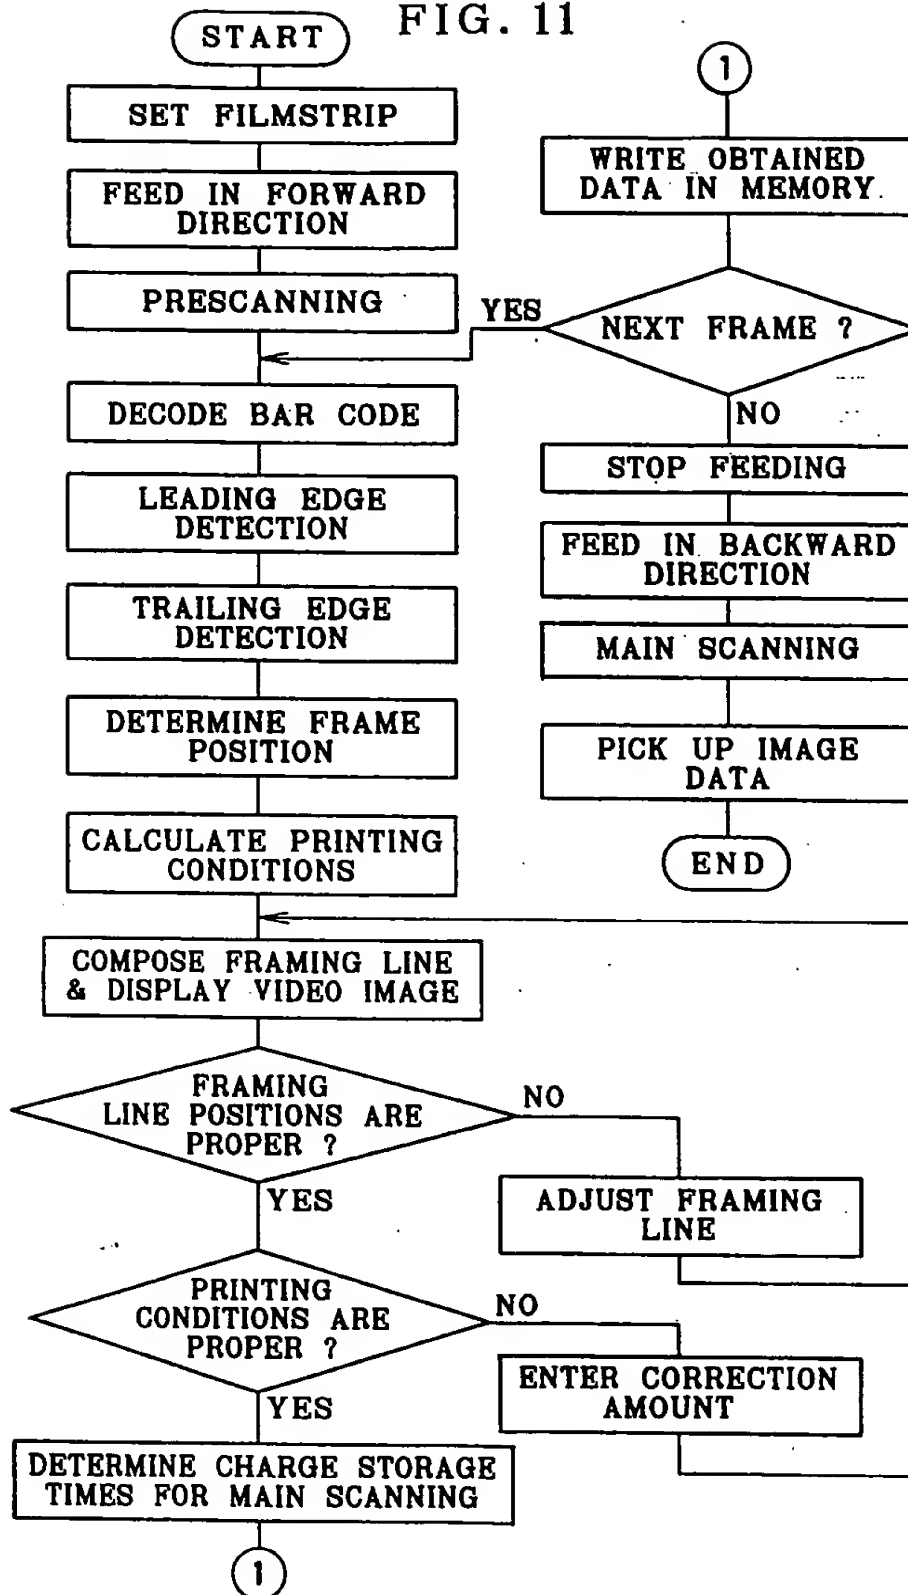 FIG. 11
START
SET FILMSTRIP
FEED IN FORWARD
DIRECTION
PRESCANNING
DECODE BAR CODE
LEADING EDGE
DETECTION
TRAILING EDGE
DETECTION
DETERMINE FRAME
POSITION
CALCULATE PRINTING
CONDITIONS
COMPOSE FRAMING LINE
& DISPLAY VIDEO IMAGE
FRAMING
LINE POSITIONS ARE
PROPER ?
NO
YES
ADJUST FRAMING
LINE
PRINTING
CONDITIONS ARE
PROPER ?
NO
YES
ENTER CORRECTION
AMOUNT
DETERMINE CHARGE STORAGE
TIMES FOR MAIN SCANNING
1
1
WRITE OBTAINED
DATA IN MEMORY
NEXT FRAME ?
YES
NO
STOP FEEDING
FEED IN BACKWARD
DIRECTION
MAIN SCANNING
PICK UP IMAGE
DATA
END